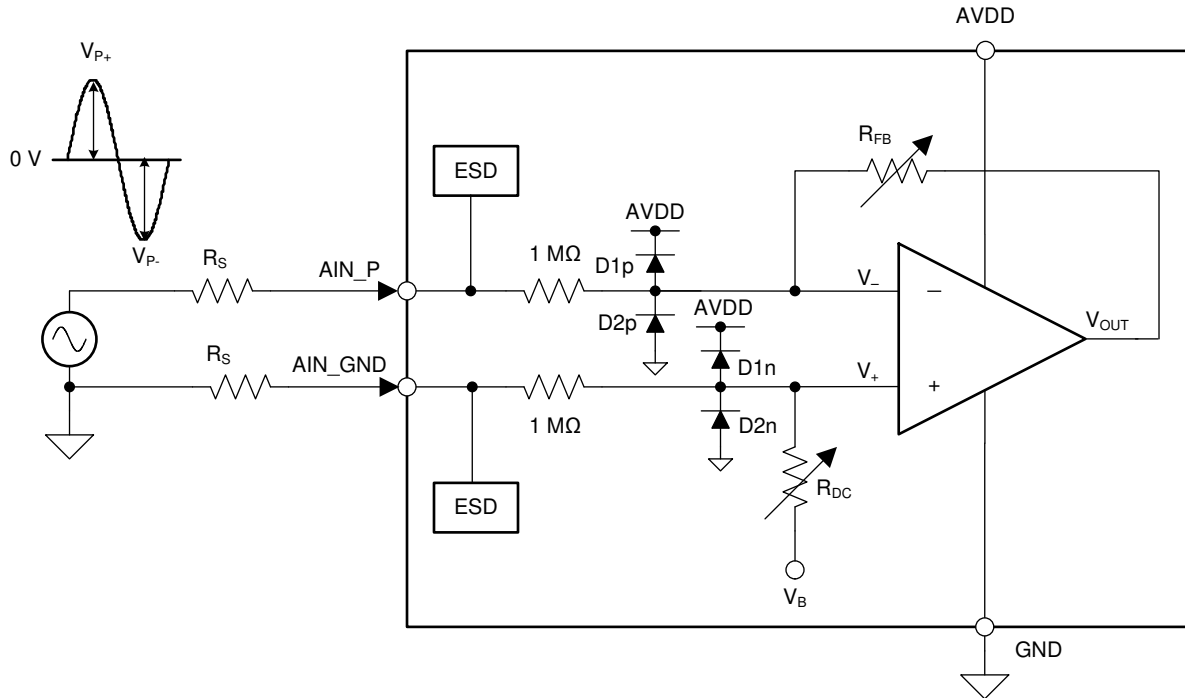 AVDD
V_P+
0 V
V_P-
R_FB
ESD
AVDD
1 MΩ
D1p
R_S
AIN_P
V_–
–
D2p
AVDD
V_OUT
R_S
AIN_GND
D1n
V_+
+
1 MΩ
D2n
R_DC
ESD
V_B
GND